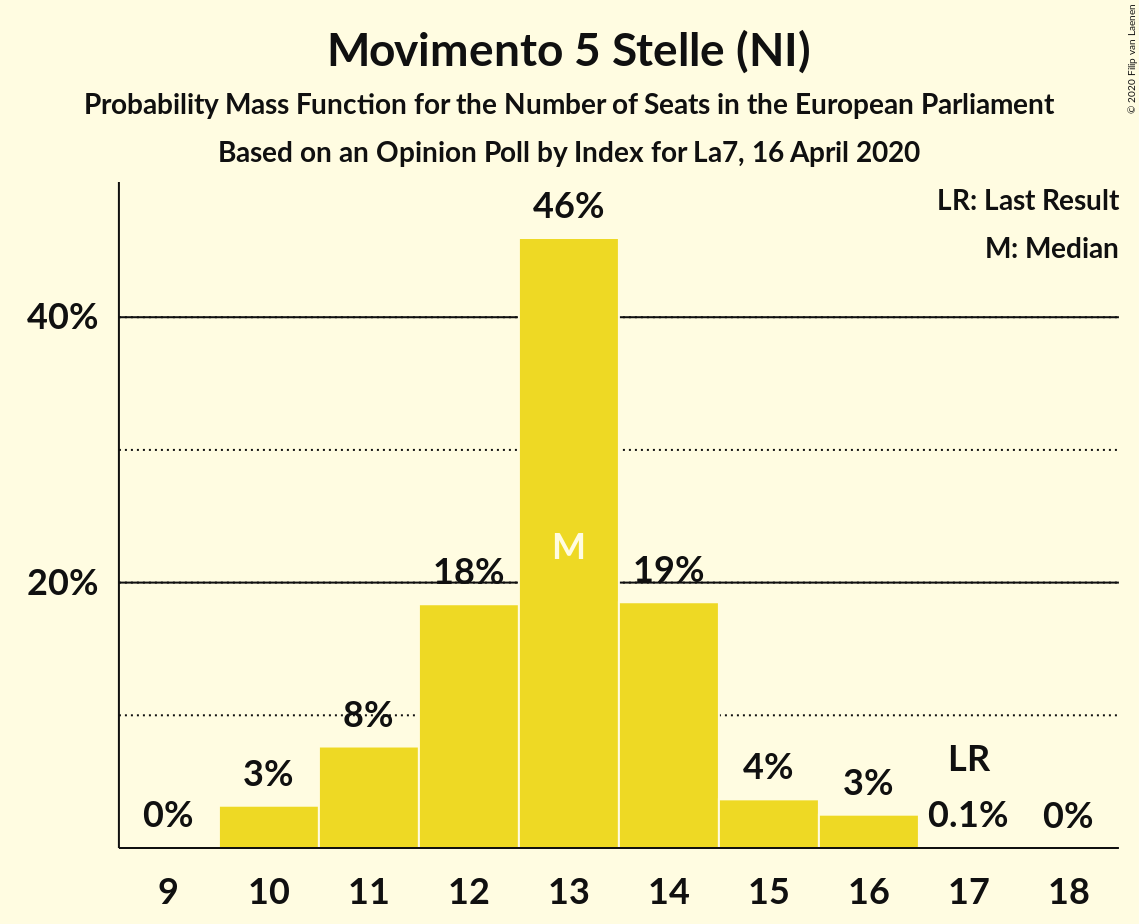 Movimento 5 Stelle (NI)
Probability Mass Function for the Number of Seats in the European Parliament
Based on an Opinion Poll by Index for La7, 16 April 2020
© 2020 Filip van Laenen
LR: Last Result
M: Median
46%
40%
M
18%
19%
20%
8%
3%
4%
3%
LR
0%
0.1%
0%
9 10 11 12 13 14 15 16 17 18